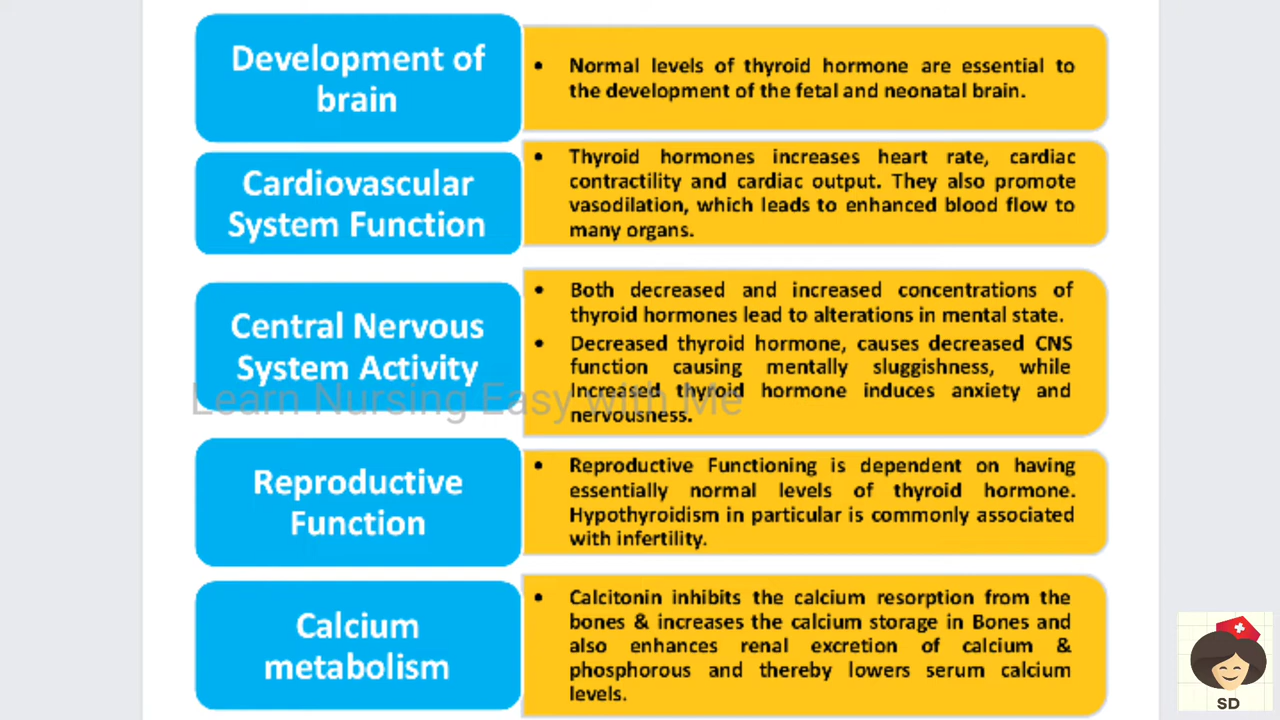 Development of
brain
• Normal levels of thyroid hormone are essential to
the development of the fetal and neonatal brain.
Cardiovascular
System Function
• Thyroid hormones increases heart rate, cardiac
contractility and cardiac output. They also promote
vasodilation, which leads to enhanced blood flow to
many organs.
Central Nervous
System Activity
• Both decreased and increased concentrations of
thyroid hormones lead to alterations in mental state.
• Decreased thyroid hormone, causes decreased CNS
function causing mentally sluggishness, while
Increased thyroid hormone induces anxiety and
nervousness.
Learn Nursing Easy with Me
Reproductive
Function
• Reproductive Functioning is dependent on having
essentially normal levels of thyroid hormone.
Hypothyroidism in particular is commonly associated
with infertility.
Calcium
metabolism
• Calcitonin inhibits the calcium resorption from the
bones & increases the calcium storage in Bones and
also enhances renal excretion of calcium &
phosphorous and thereby lowers serum calcium
levels.
SD